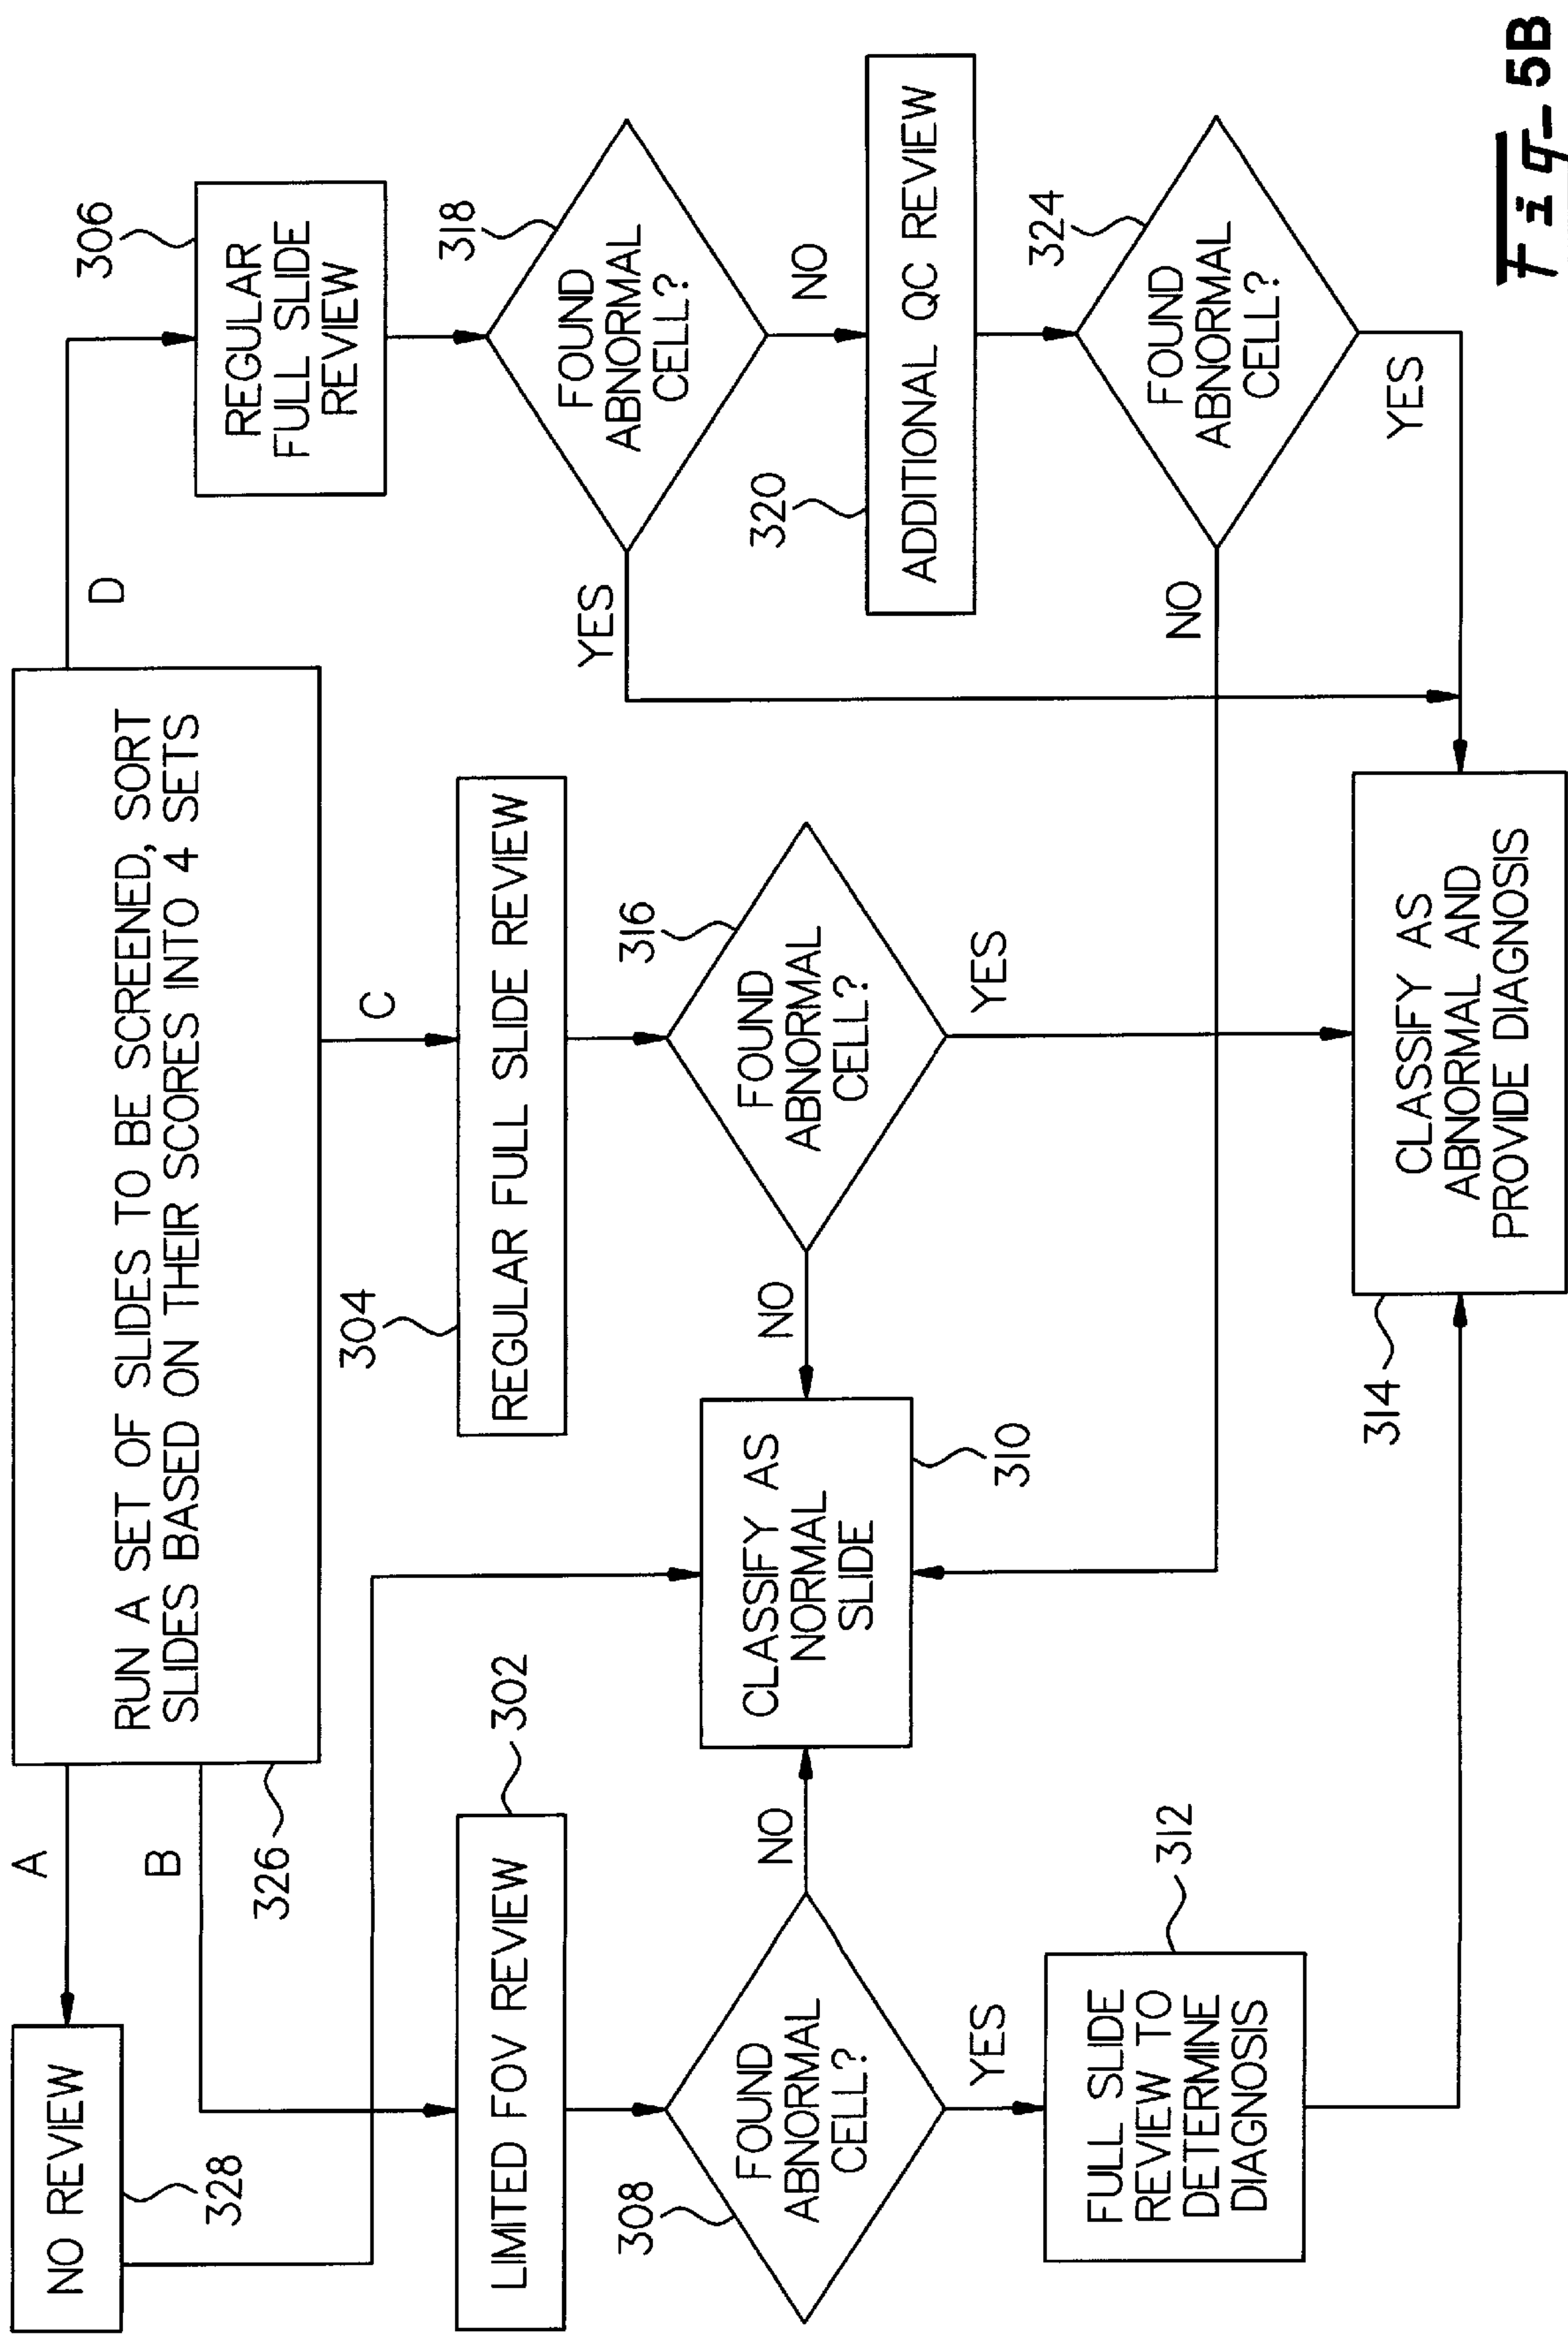 RUN A SET OF SLIDES TO BE SCREENED, SORT
SLIDES BASED ON THEIR SCORES INTO 4 SETS
326
A
B
C
D
NO REVIEW
328
LIMITED FOV REVIEW
302
304
REGULAR FULL SLIDE REVIEW
306
REGULAR
FULL SLIDE
REVIEW
308
FOUND
ABNORMAL
CELL?
NO
YES
CLASSIFY AS
NORMAL
SLIDE
310
316
FOUND
ABNORMAL
CELL?
NO
YES
318
FOUND
ABNORMAL
CELL?
YES
NO
320
ADDITIONAL QC REVIEW
324
FOUND
ABNORMAL
CELL?
NO
YES
312
FULL SLIDE
REVIEW TO
DETERMINE
DIAGNOSIS
314
CLASSIFY AS
ABNORMAL AND
PROVIDE DIAGNOSIS
Fig-5B